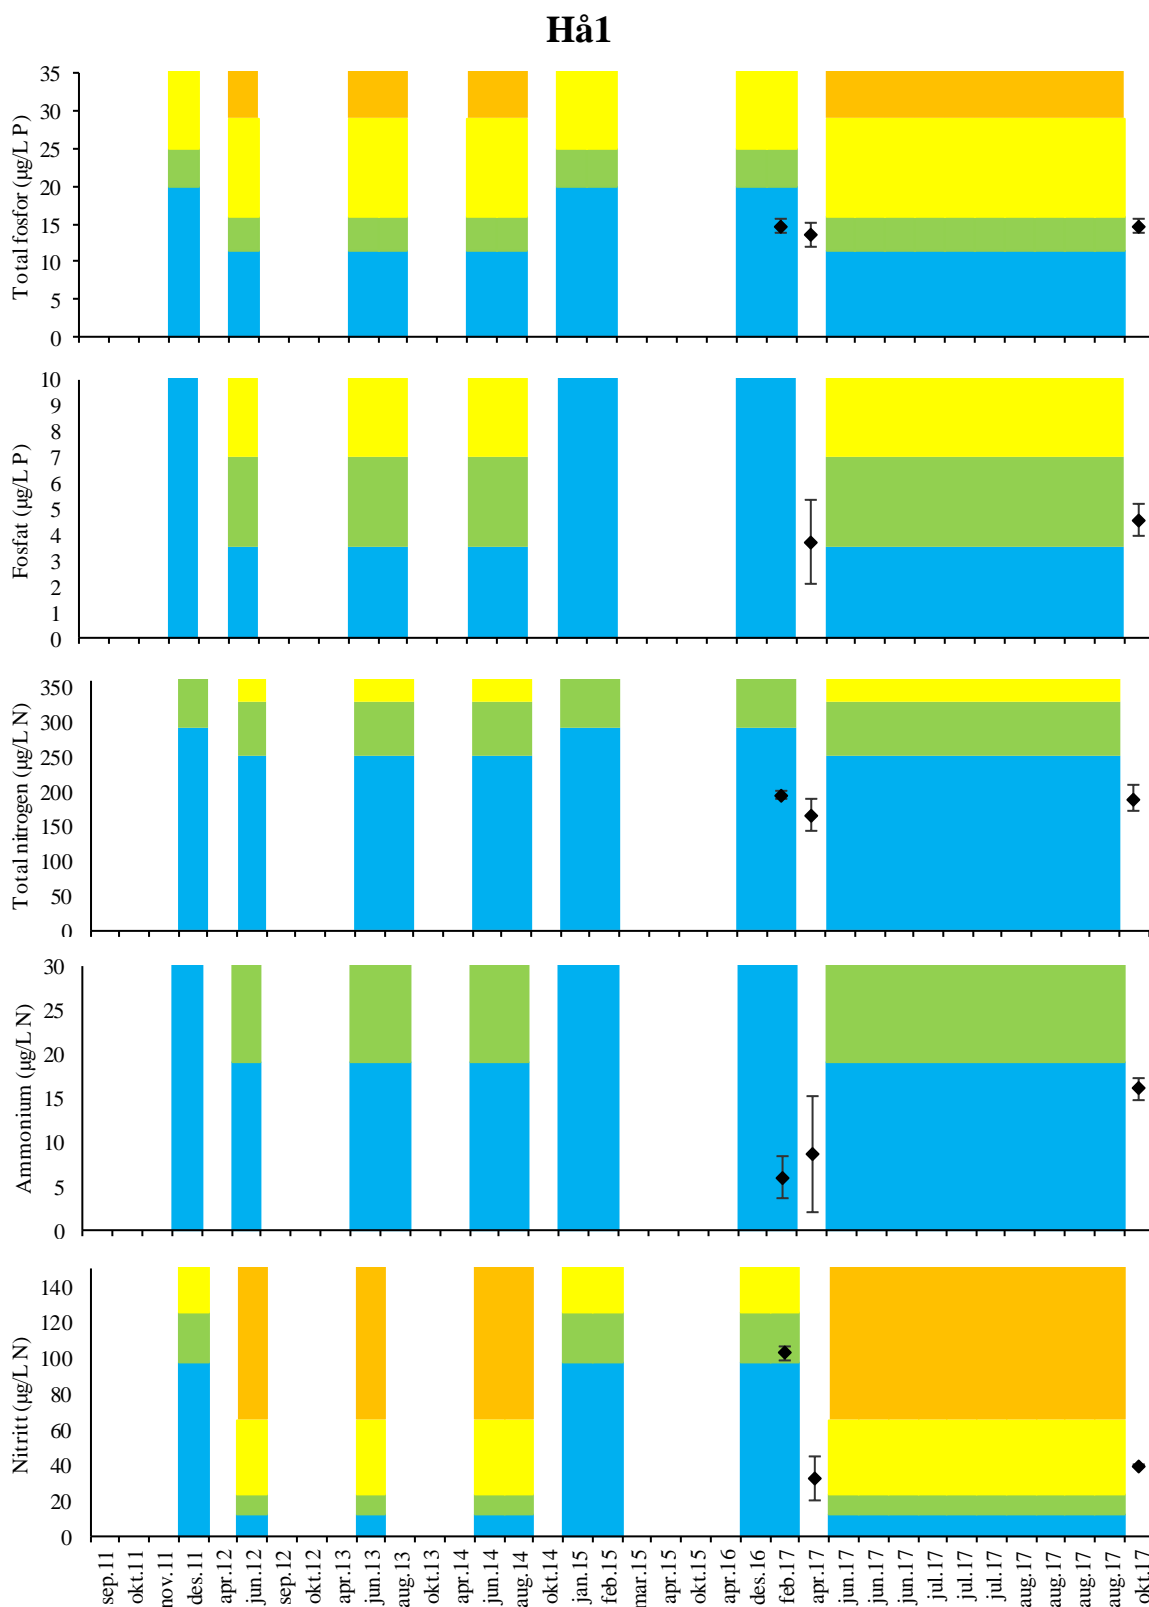 Hå1
Total fosfor (µg/L P)
35
30
25
20
15
10
5
0
Fosfat (µg/L P)
10
9
8
7
6
5
4
3
2
1
0
Total nitrogen (µg/L N)
350
300
250
200
150
100
50
0
Ammonium (µg/L N)
30
25
20
15
10
5
0
Nitritt (µg/L N)
140
120
100
80
60
40
20
0
sep.11
okt.11
nov.11
des.11
apr.12
jun.12
sep.12
okt.12
apr.13
jun.13
aug.13
okt.13
apr.14
jun.14
aug.14
okt.14
jan.15
feb.15
mar.15
apr.15
okt.15
apr.16
des.16
feb.17
apr.17
jun.17
jun.17
jun.17
jul.17
jul.17
jul.17
aug.17
aug.17
aug.17
aug.17
okt.17